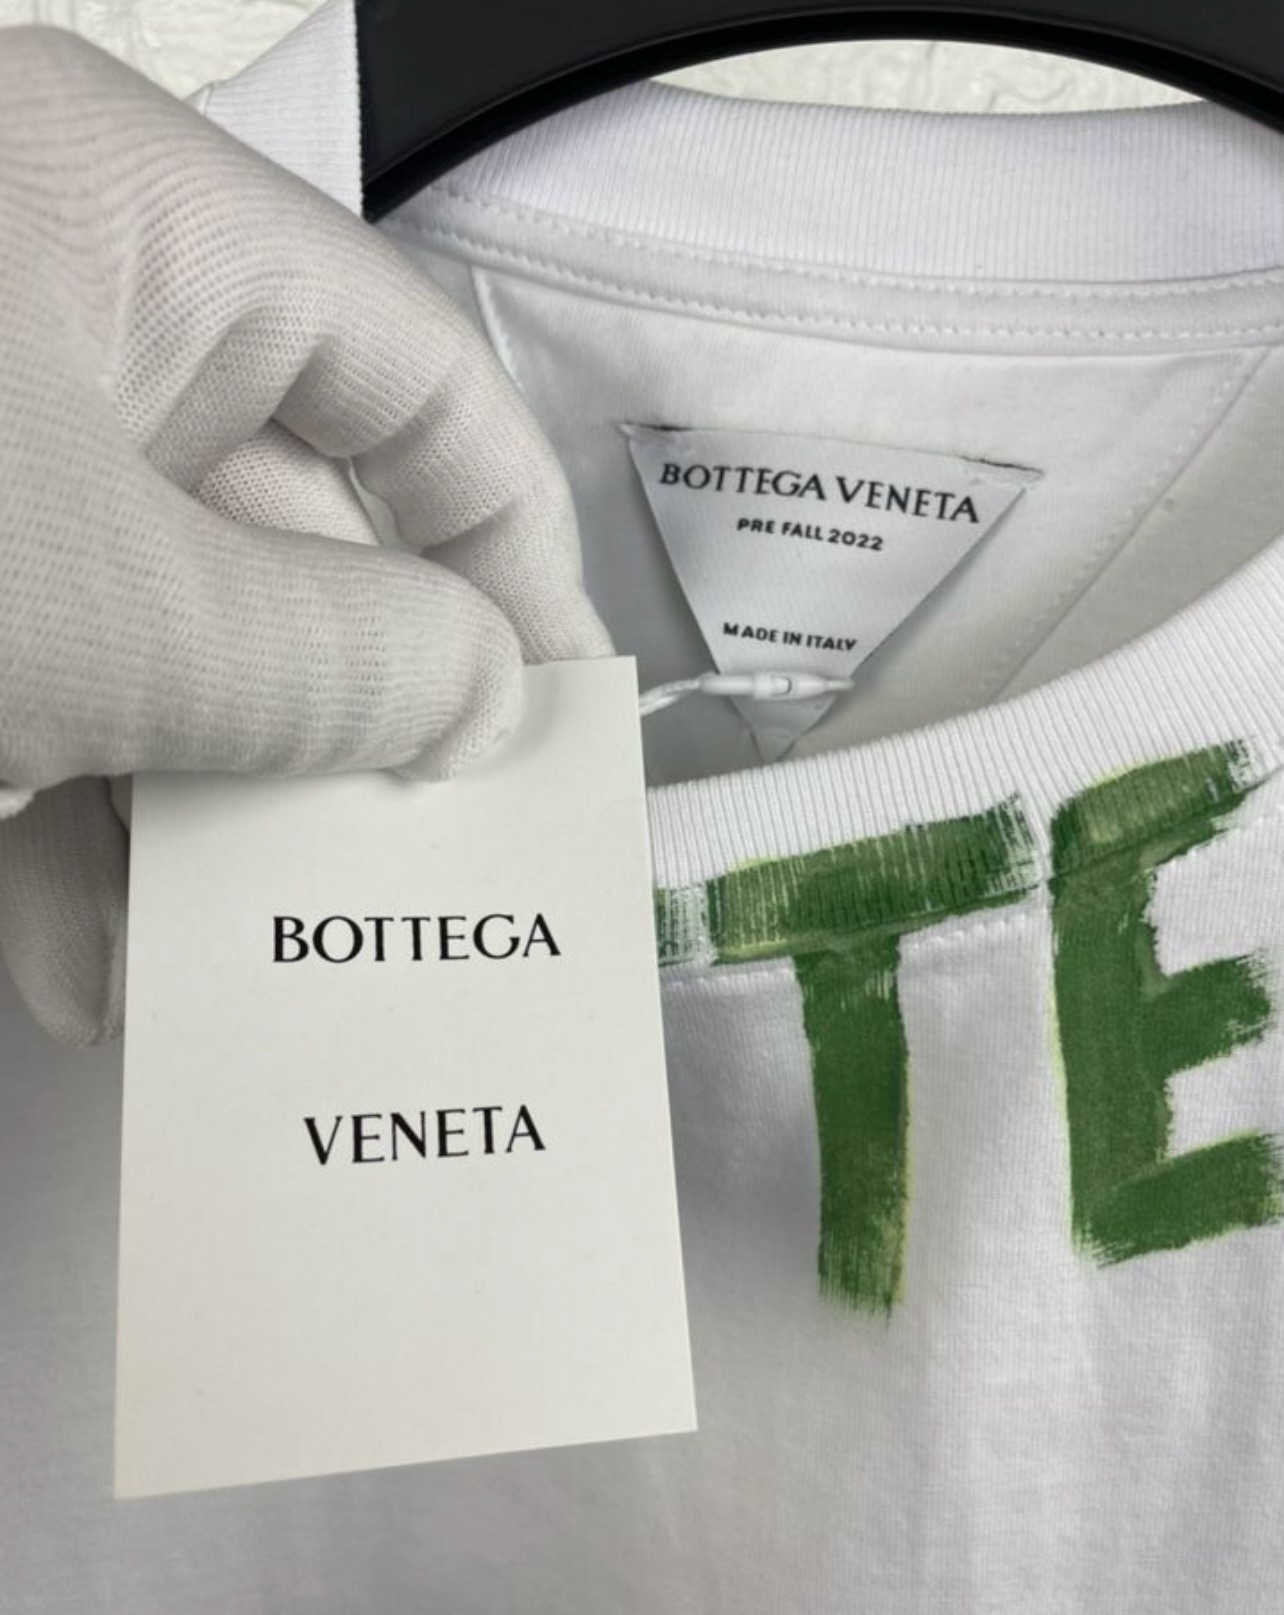 BOTTEGA VENETA
PRE FALL 2022
MADE IN ITALY
BOTTEGA
VENETA
TE